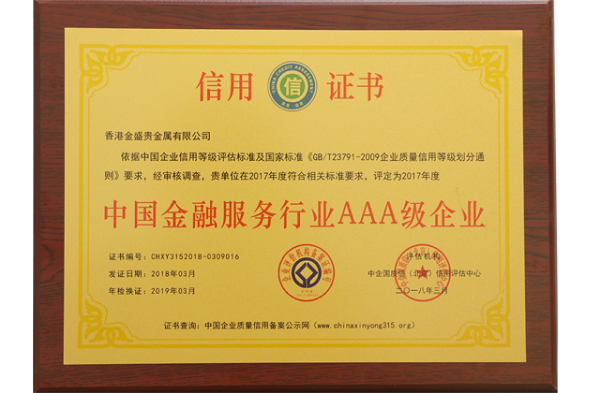 信用 信 证书
香港金盛贵金属有限公司
依据中国企业信用等级评估标准及国家标准《GB/T23791-2009企业质量信用等级划分通
则》要求，经审核调查，贵单位在2017年度符合相关标准要求，评定为2017年度
中国金融服务行业AAA级企业
证书编号：CHXY3152018-0309016
评估机构
发证日期：2018年03月
中企国质信（北京）信用评估中心
年检换证：2019年03月
二〇一八年三月
证书查询：中国企业质量信用备案公示网（www.chinaxinyong315.org）